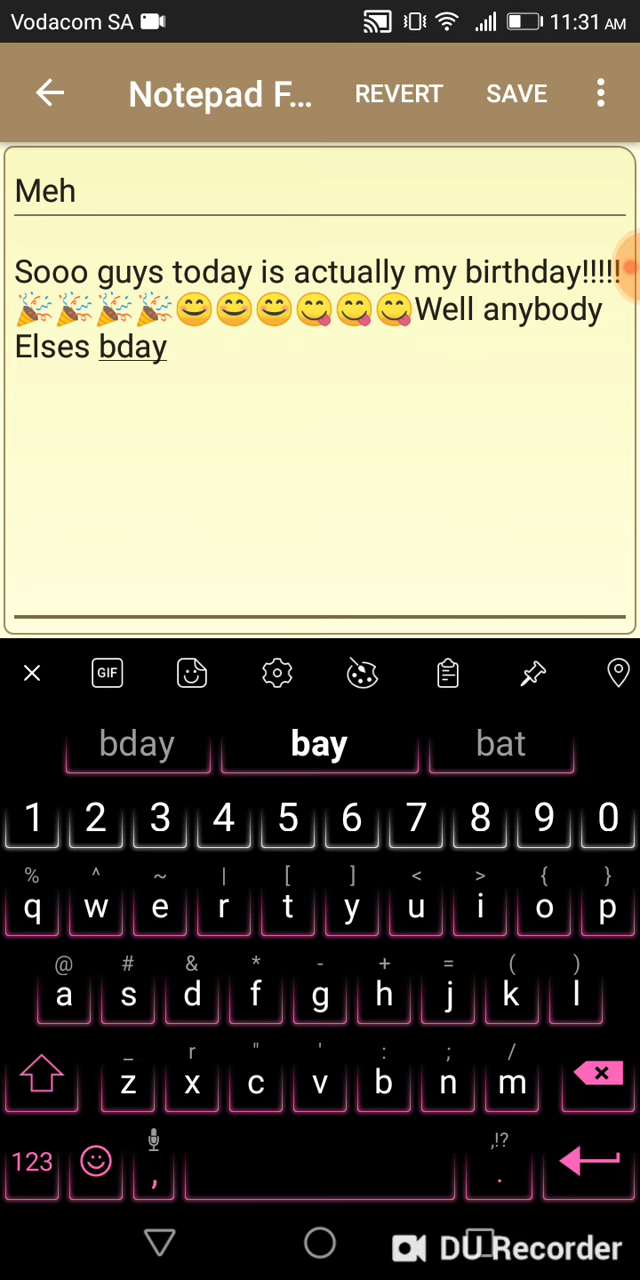 Vodacom SA 11:31 AM
Notepad F... REVERT SAVE
Meh
Sooo guys today is actually my birthday!!!!!
🎉🎉🎉🎉😊😊😊😋😋😋Well anybody
Elses bday
GIF
bday bay bat
1 2 3 4 5 6 7 8 9 0
% ^ ~ | [ ] < > { }
q w e r t y u i o p
@ # & * - + = ( )
a s d f g h j k l
_ r " ' : ; /
z x c v b n m
,!?
123 , .
DU Recorder